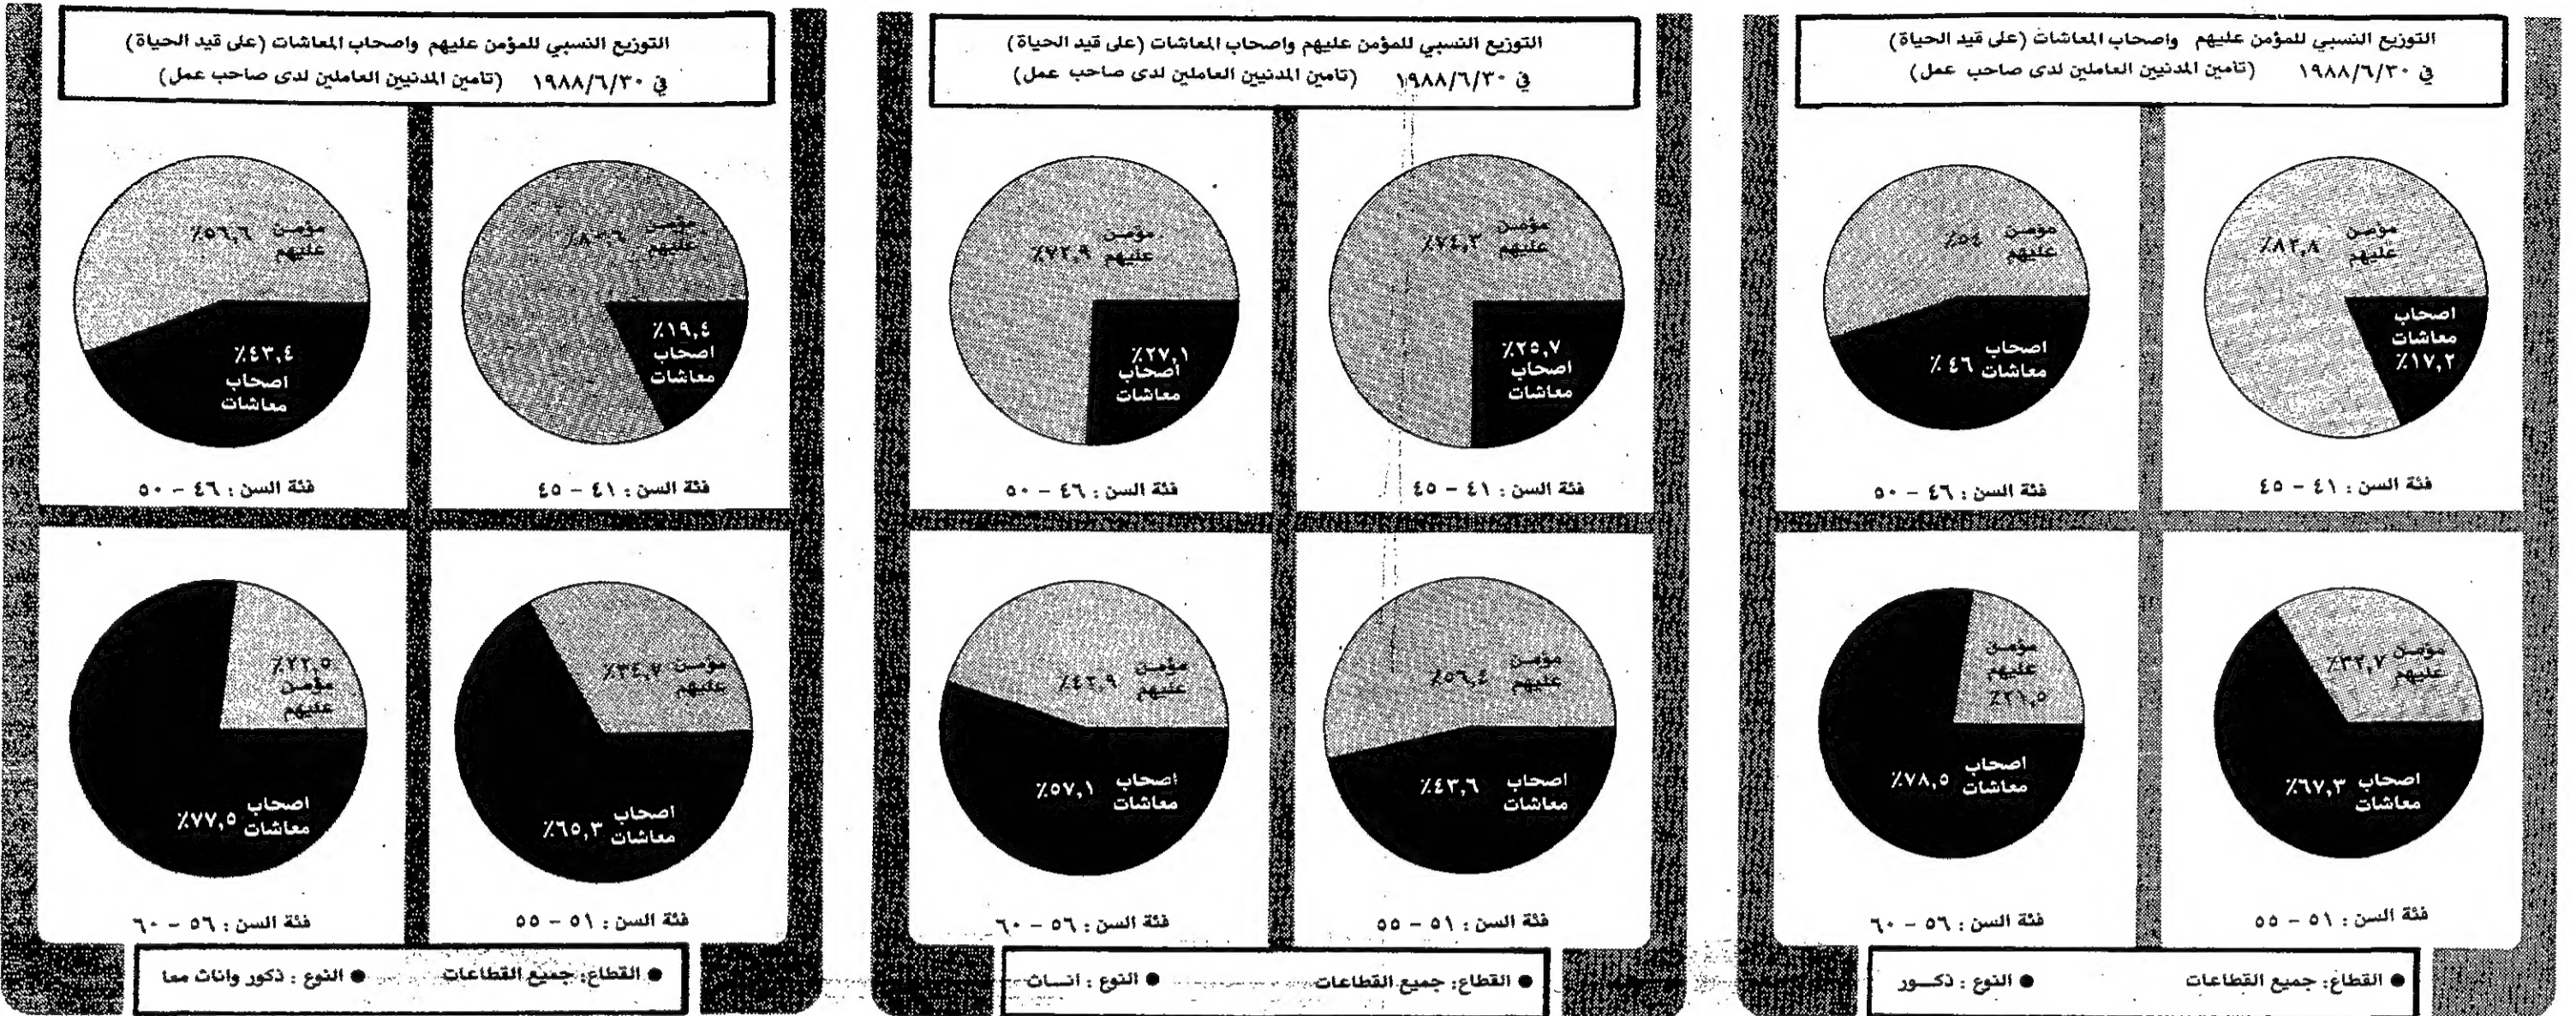 التوزيع النسبي للمؤمن عليهم واصحاب المعاشات (على قيد الحياة)
في ١٩٨٨/٦/٣٠ (تأمين المدنيين العاملين لدى صاحب عمل)
مؤمن
عليهم ٨٢,٨٪
اصحاب
معاشات
١٧,٢٪
فئة السن : ٤١ - ٤٥
مؤمن
عليهم ٥٤٪
اصحاب
معاشات ٤٦ ٪
فئة السن : ٤٦ - ٥٠
مؤمن
عليهم ٣٢,٧٪
اصحاب
معاشات ٦٧,٣٪
فئة السن : ٥١ - ٥٥
مؤمن
عليهم
٢١,٥٪
اصحاب
معاشات ٧٨,٥٪
فئة السن : ٥٦ - ٦٠
● القطاع: جميع القطاعات ● النوع : ذكـــور
التوزيع النسبي للمؤمن عليهم واصحاب المعاشات (على قيد الحياة)
في ١٩٨٨/٦/٣٠ (تأمين المدنيين العاملين لدى صاحب عمل)
مؤمن
عليهم ٧٤,٣٪
٢٥,٧٪
اصحاب
معاشات
فئة السن : ٤١ - ٤٥
مؤمن
عليهم ٧٢,٩٪
٢٧,١٪
اصحاب
معاشات
فئة السن : ٤٦ - ٥٠
مؤمن
عليهم ٥٦,٤٪
اصحاب
معاشات ٤٣,٦٪
فئة السن : ٥١ - ٥٥
مؤمن
عليهم ٤٢,٩٪
اصحاب
معاشات ٥٧,١٪
فئة السن : ٥٦ - ٦٠
● القطاع: جميع القطاعات ● النوع : انـــاث
التوزيع النسبي للمؤمن عليهم واصحاب المعاشات (على قيد الحياة)
في ١٩٨٨/٦/٣٠ (تأمين المدنيين العاملين لدى صاحب عمل)
مؤمن
عليهم ٨٠,٦٪
١٩,٤٪
اصحاب
معاشات
فئة السن : ٤١ - ٤٥
مؤمن
عليهم ٥٦,٦٪
٤٣,٤٪
اصحاب
معاشات
فئة السن : ٤٦ - ٥٠
مؤمن
عليهم ٣٤,٧٪
اصحاب
معاشات ٦٥,٣٪
فئة السن : ٥١ - ٥٥
٢٢,٥٪
مؤمن
عليهم
اصحاب
معاشات ٧٧,٥٪
فئة السن : ٥٦ - ٦٠
● القطاع: جميع القطاعات ● النوع : ذكور واناث معا